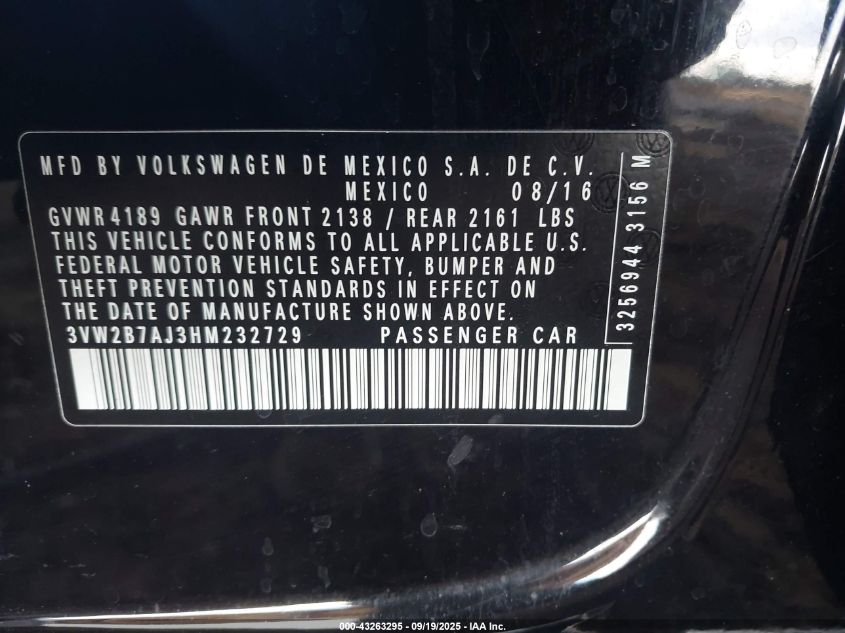 MFD BY VOLKSWAGEN DE MEXICO S.A. DE C.V.
MEXICO 08/16
GVWR 4189 GAWR FRONT 2138 / REAR 2161 LBS
THIS VEHICLE CONFORMS TO ALL APPLICABLE U.S.
FEDERAL MOTOR VEHICLE SAFETY, BUMPER AND
THEFT PREVENTION STANDARDS IN EFFECT ON
THE DATE OF MANUFACTURE SHOWN ABOVE.
3VW2B7AJ3HM232729 PASSENGER CAR
3256944 3156 M
000-43263295 - 09/19/2025 - IAA Inc.